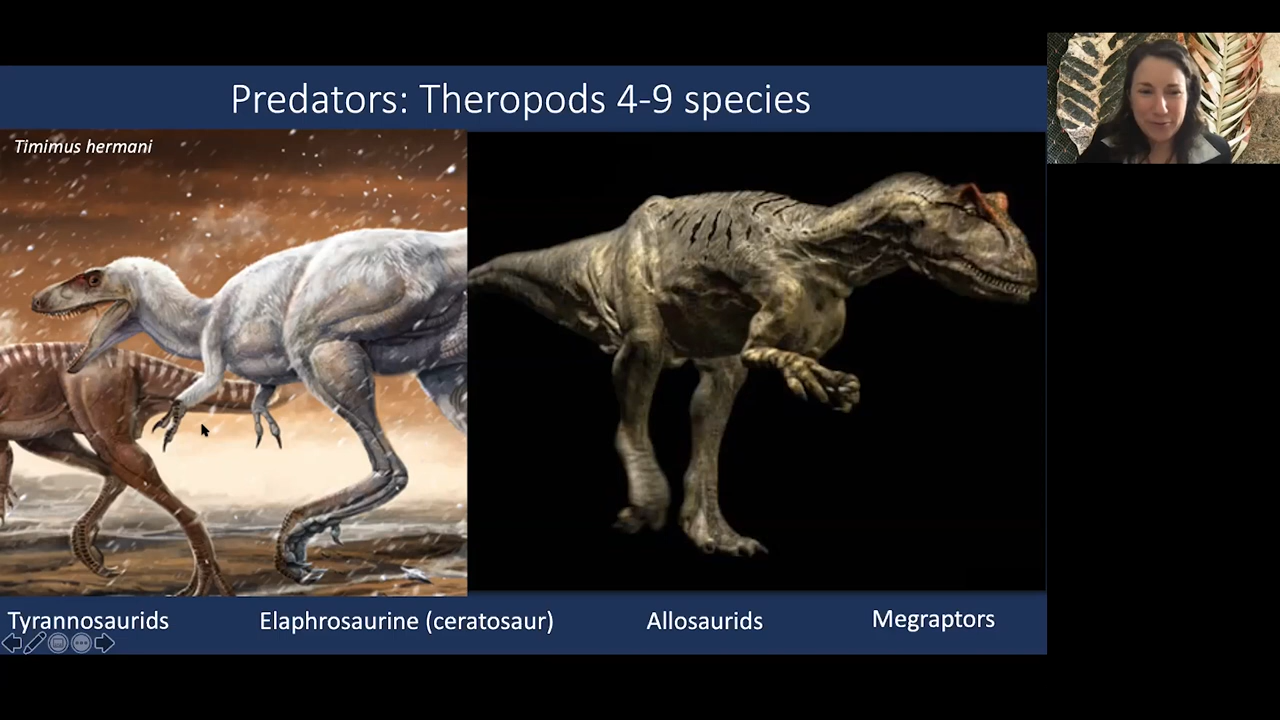 Predators: Theropods 4-9 species
Timimus hermani
Tyrannosaurids
Elaphrosaurine (ceratosaur)
Allosaurids
Megraptors